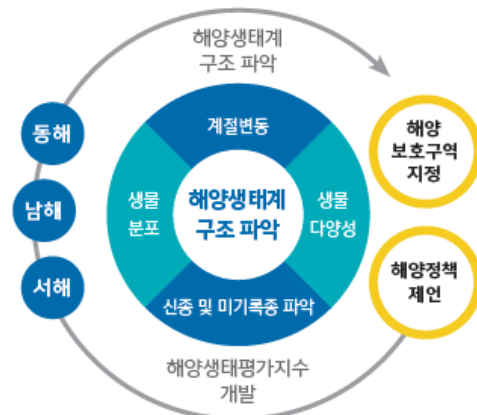 해양생태계
구조 파악
동해
남해
서해
계절변동
생물
분포
해양생태계
구조 파악
생물
다양성
신종 및 미기록종 파악
해양
보호구역
지정
해양정책
제언
해양생태평가지수
개발